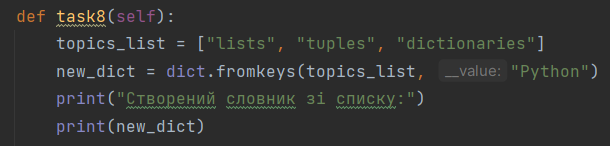 def task8(self):
    topics_list = ["lists", "tuples", "dictionaries"]
    new_dict = dict.fromkeys(topics_list, __value: "Python")
    print("Створений словник зі списку:")
    print(new_dict)